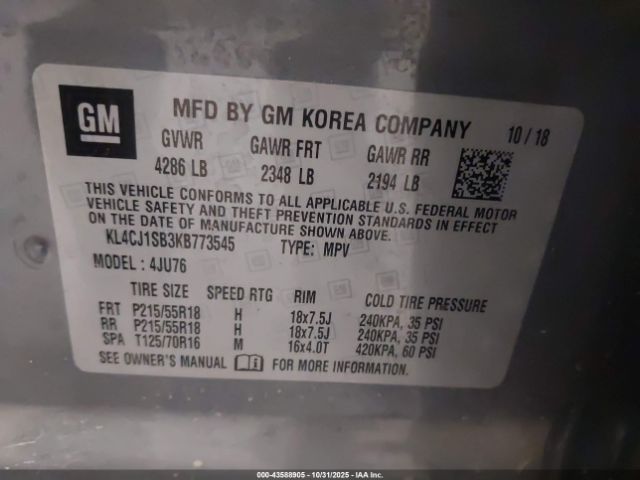 GM
MFD BY GM KOREA COMPANY 10 / 18
GVWR GAWR FRT GAWR RR
4286 LB 2348 LB 2194 LB
THIS VEHICLE CONFORMS TO ALL APPLICABLE U.S. FEDERAL MOTOR
VEHICLE SAFETY AND THEFT PREVENTION STANDARDS IN EFFECT
ON THE DATE OF MANUFACTURE SHOWN ABOVE.
KL4CJ1SB3KB773545 TYPE: MPV
MODEL: 4JU76
TIRE SIZE SPEED RTG RIM COLD TIRE PRESSURE
FRT P215/55R18 H 18x7.5J 240KPA, 35 PSI
RR P215/55R18 H 18x7.5J 240KPA, 35 PSI
SPA T125/70R16 M 16x4.0T 420KPA, 60 PSI
SEE OWNER'S MANUAL FOR MORE INFORMATION.
000-43588905 - 10/31/2025 - IAA Inc.